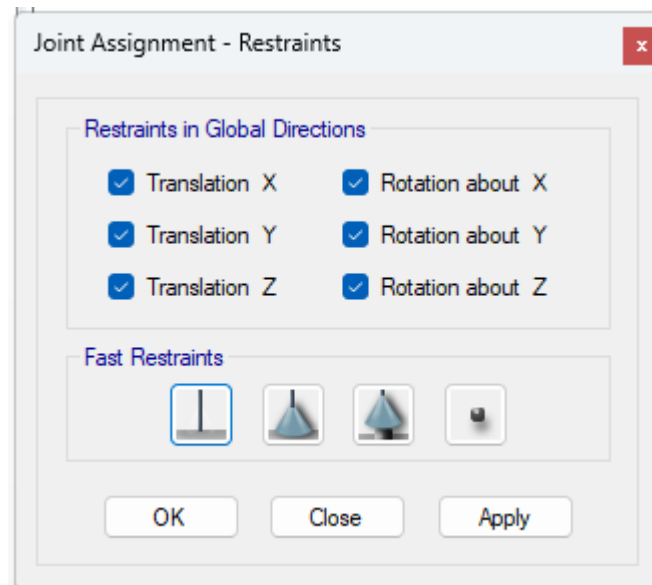 Joint Assignment - Restraints
x
Restraints in Global Directions
Translation X
Rotation about X
Translation Y
Rotation about Y
Translation Z
Rotation about Z
Fast Restraints
OK
Close
Apply